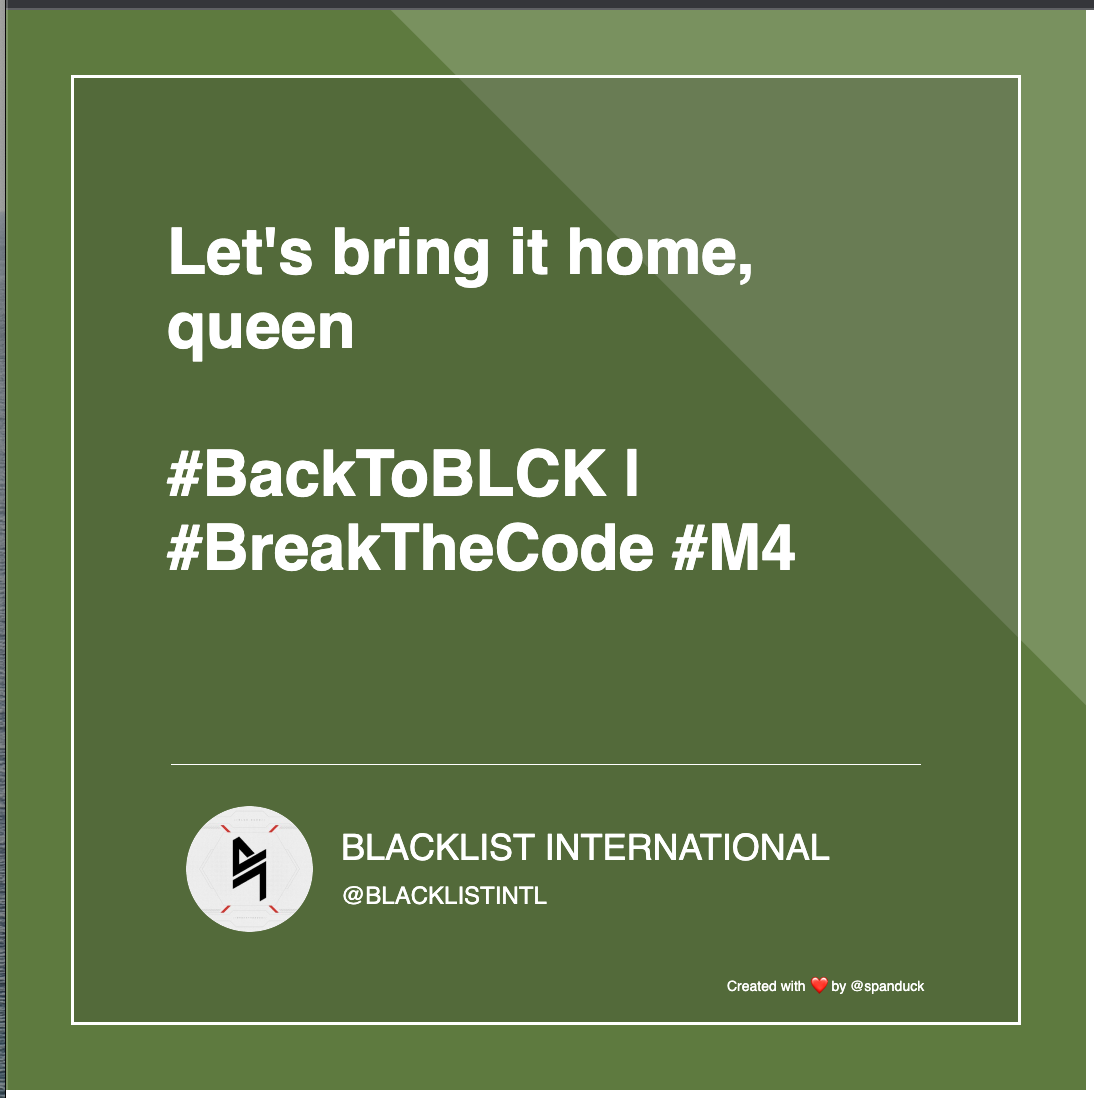 Let's bring it home,
queen
#BackToBLCK |
#BreakTheCode #M4
BLACKLIST INTERNATIONAL
@BLACKLISTINTL
Created with ❤️ by @spanduck